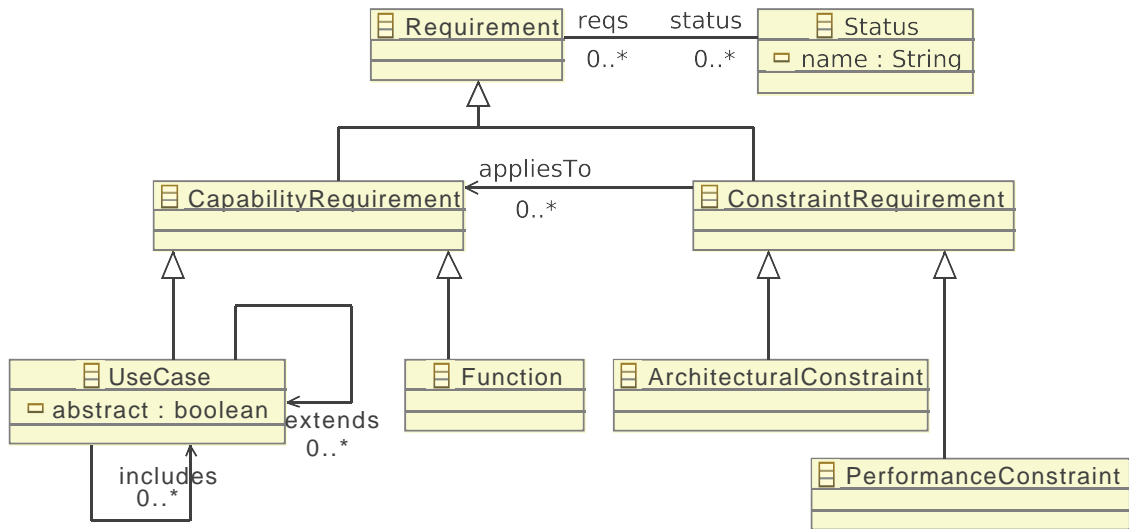 Requirement
reqs
status
Status
0..*
0..*
name : String
appliesTo
CapabilityRequirement
0..*
ConstraintRequirement
UseCase
abstract : boolean
extends
0..*
includes
0..*
Function
ArchitecturalConstraint
PerformanceConstraint